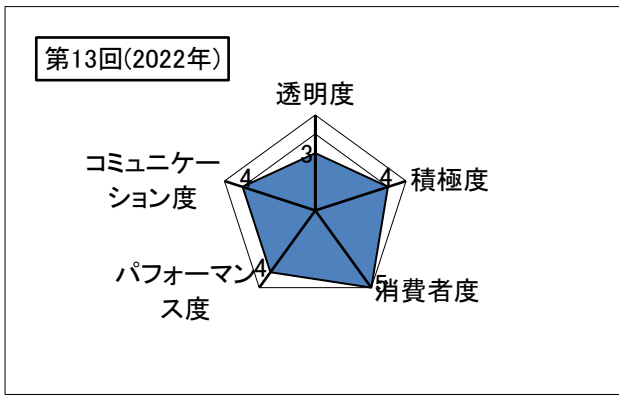 第13回(2022年)
透明度
3
コミュニケー
ション度
4
4
積極度
パフォーマン
ス度
4
5
消費者度